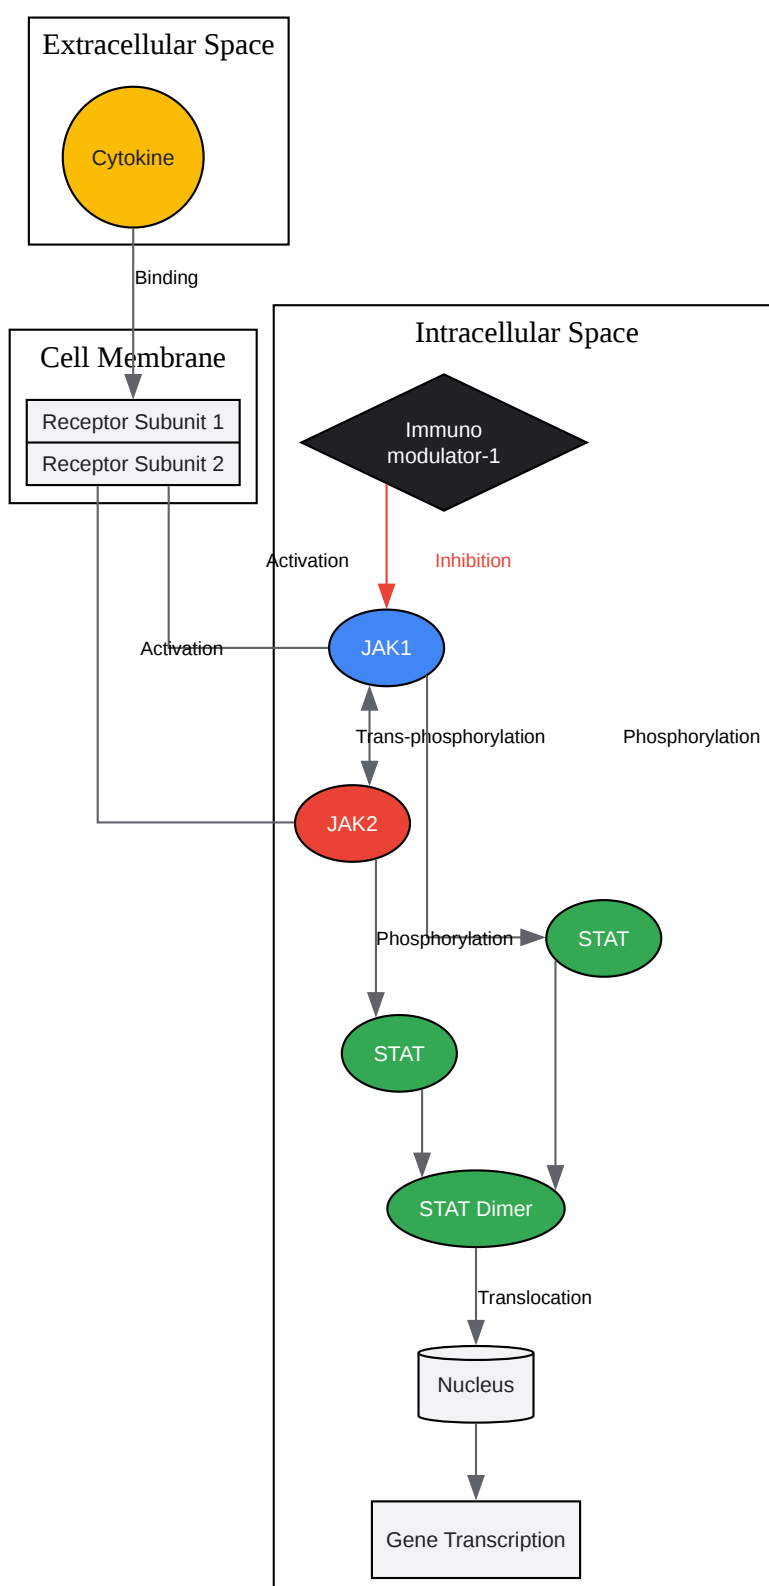 Extracellular Space
Cytokine
Binding
Cell Membrane
Receptor Subunit 1
Receptor Subunit 2
Intracellular Space
Immuno
modulator-1
Activation
Inhibition
JAK1
Activation
Trans-phosphorylation
Phosphorylation
JAK2
Phosphorylation
STAT
STAT
STAT Dimer
Translocation
Nucleus
Gene Transcription